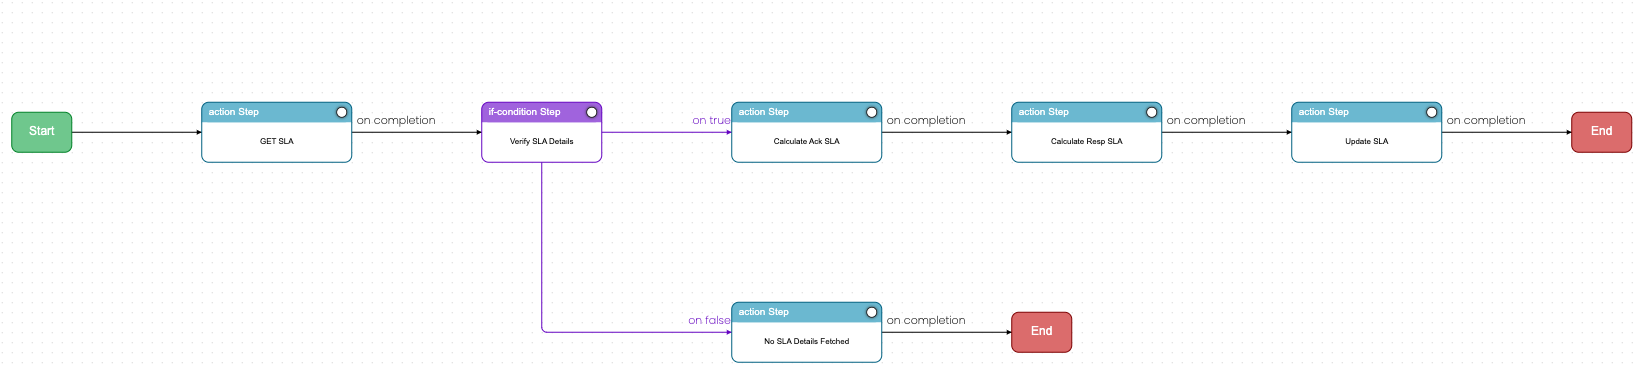 Start
action Step
GET SLA
on completion
if-condition Step
Verify SLA Details
on true
action Step
Calculate Ack SLA
on completion
action Step
Calculate Resp SLA
on completion
action Step
Update SLA
on completion
End
on false
action Step
No SLA Details Fetched
on completion
End